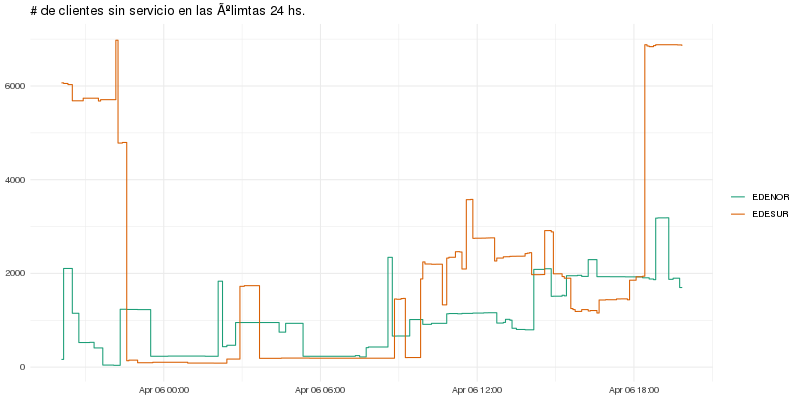 # de clientes sin servicio en las Ãºlimtas 24 hs.
6000
4000
2000
0
Apr 06 00:00
Apr 06 06:00
Apr 06 12:00
Apr 06 18:00
EDENOR
EDESUR